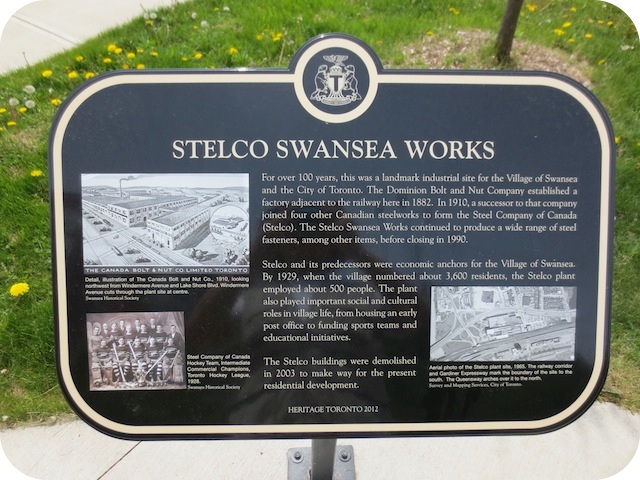 T
STELCO SWANSEA WORKS
For over 100 years, this was a landmark industrial site for the Village of Swansea
and the City of Toronto. The Dominion Bolt and Nut Company established a
factory adjacent to the railway here in 1882. In 1910, a successor to that company
joined four other Canadian steelworks to form the Steel Company of Canada
(Stelco). The Stelco Swansea Works continued to produce a wide range of steel
fasteners, among other items, before closing in 1990.
THE CANADA BOLT & NUT CO LIMITED TORONTO
Detail, illustration of The Canada Bolt and Nut Co., 1910, looking
northwest from Windermere Avenue and Lake Shore Blvd. Windermere
Avenue cuts through the plant site at centre.
Swansea Historical Society
Stelco and its predecessors were economic anchors for the Village of Swansea.
By 1929, when the village numbered about 3,600 residents, the Stelco plant
employed about 500 people. The plant
also played important social and cultural
roles in village life, from housing an early
post office to funding sports teams and
educational initiatives.
Steel Company of Canada
Hockey Team, Intermediate
Commercial Champions,
Toronto Hockey League,
1928.
Swansea Historical Society
Aerial photo of the Stelco plant site, 1965. The railway corridor
and Gardiner Expressway mark the boundary of the site to the
south. The Queensway arches over it to the north.
Survey and Mapping Services, City of Toronto.
The Stelco buildings were demolished
in 2003 to make way for the present
residential development.
HERITAGE TORONTO 2012